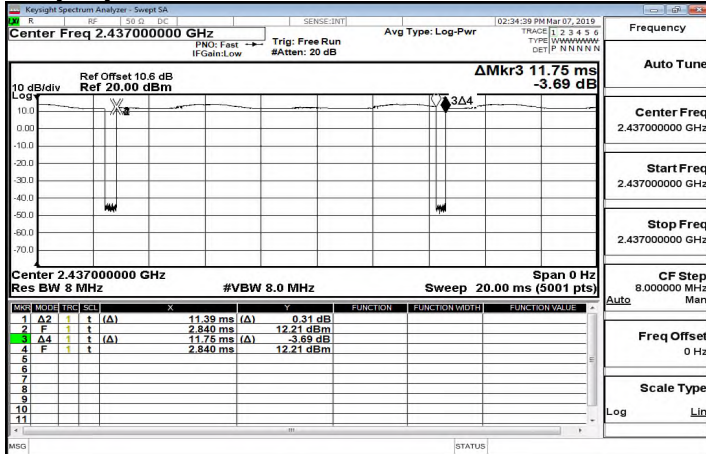 Keysight Spectrum Analyzer - Swept SA
LXI R RF 50 Ω DC SENSE:INT 02:34:39 PM Mar 07, 2019
Center Freq 2.437000000 GHz
PNO: Fast
IFGain:Low
Trig: Free Run
#Atten: 20 dB
Avg Type: Log-Pwr
TRACE 1 2 3 4 5 6
TYPE WWWWWW
DET P N N N N N
Ref Offset 10.6 dB
10 dB/div Ref 20.00 dBm
Log
ΔMkr3 11.75 ms
-3.69 dB
3Δ4
10.0
0.00
-10.0
-20.0
-30.0
-40.0
-50.0
-60.0
-70.0
Center 2.437000000 GHz Span 0 Hz
Res BW 8 MHz #VBW 8.0 MHz Sweep 20.00 ms (5001 pts)
MKR MODE TRC SCL X Y FUNCTION FUNCTION WIDTH FUNCTION VALUE
1 Δ2 1 t (Δ) 11.39 ms (Δ) 0.31 dB
2 F 1 t 2.840 ms 12.21 dBm
3 Δ4 1 t (Δ) 11.75 ms (Δ) -3.69 dB
4 F 1 t 2.840 ms 12.21 dBm
5
6
7
8
9
10
11
MSG STATUS
Frequency
Auto Tune
Center Freq
2.437000000 GHz
Start Freq
2.437000000 GHz
Stop Freq
2.437000000 GHz
CF Step
8.000000 MHz
Auto Man
Freq Offset
0 Hz
Scale Type
Log Lin